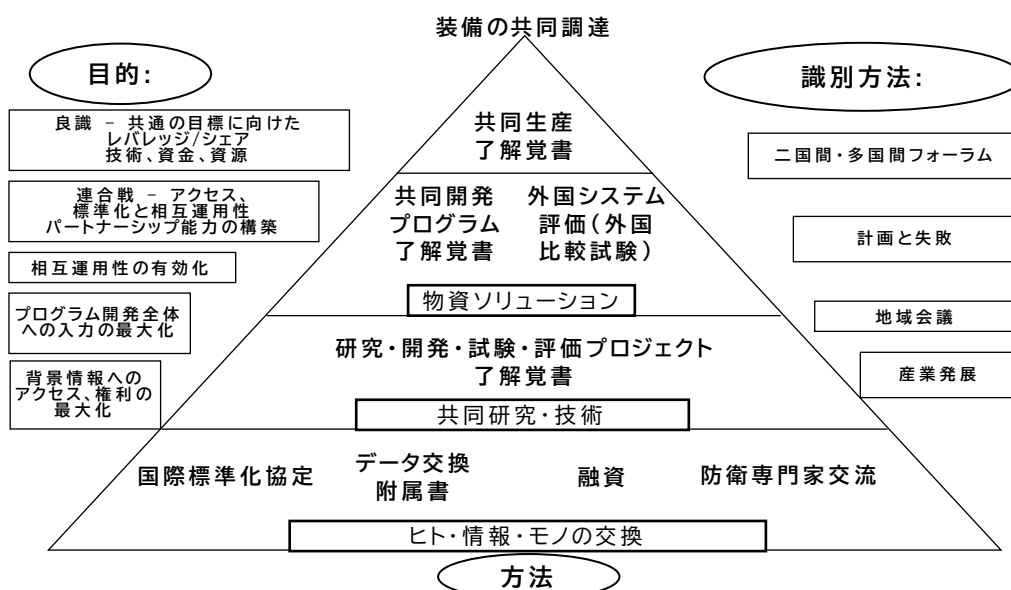 装備の共同調達
目的:
良識 – 共通の目標に向けた
レバレッジ/シェア
技術、資金、資源
連合戦 – アクセス、
標準化と相互運用性
パートナーシップ能力の構築
相互運用性の有効化
プログラム開発全体
への入力の最大化
背景情報への
アクセス、権利の
最大化
共同生産
了解覚書
共同開発
プログラム
了解覚書
外国システム
評価(外国
比較試験)
物資ソリューション
研究・開発・試験・評価プロジェクト
了解覚書
共同研究・技術
国際標準化協定
データ交換
附属書
融資
防衛専門家交流
ヒト・情報・モノの交換
方法
識別方法:
二国間・多国間フォーラム
計画と失敗
地域会議
産業発展